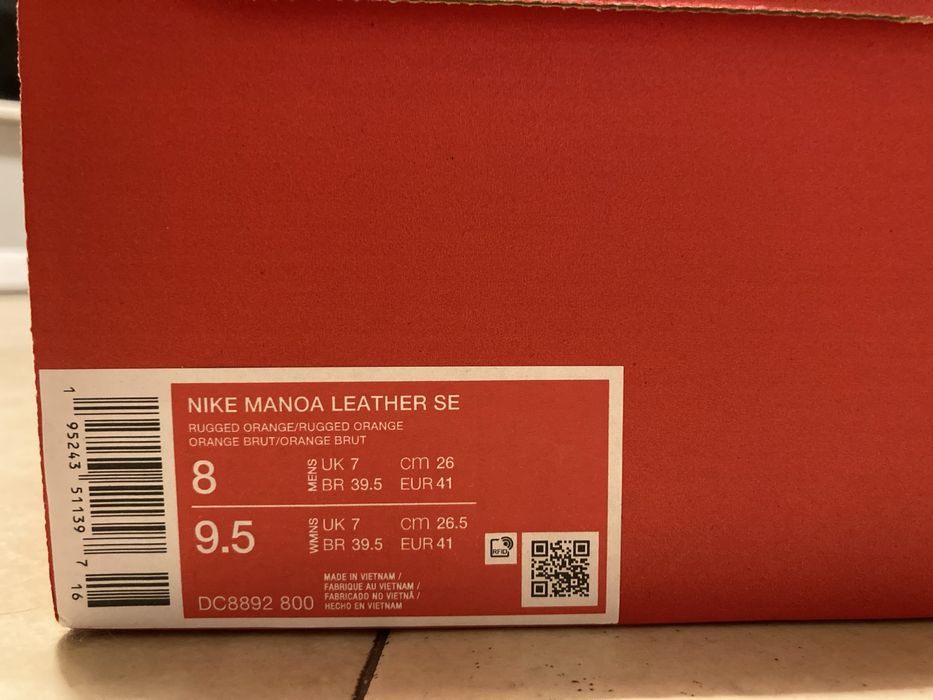 NIKE MANOA LEATHER SE
RUGGED ORANGE/RUGGED ORANGE
ORANGE BRUT/ORANGE BRUT
8 MENS UK 7 cm 26
BR 39.5 EUR 41
9.5 WMNS UK 7 cm 26.5
BR 39.5 EUR 41
RFID
MADE IN VIETNAM /
FABRIQUE AU VIETNAM /
FABRICADO NO VIETNÃ /
HECHO EN VIETNAM
DC8892 800
1 95243 51139 7 16